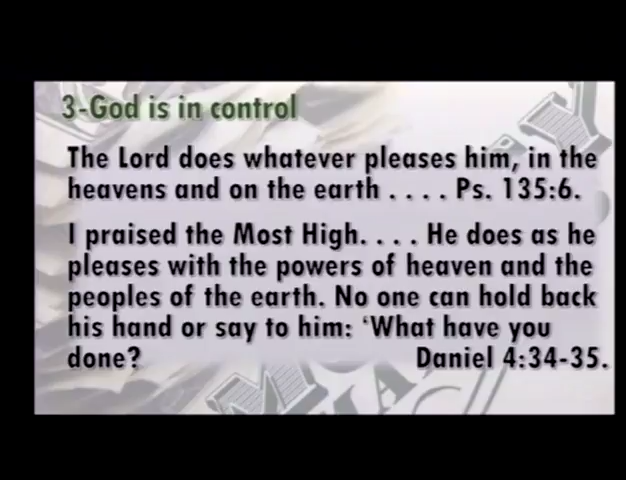 3-God is in control
The Lord does whatever pleases him, in the
heavens and on the earth . . . . Ps. 135:6.
I praised the Most High. . . . He does as he
pleases with the powers of heaven and the
peoples of the earth. No one can hold back
his hand or say to him: ‘What have you
done? Daniel 4:34-35.